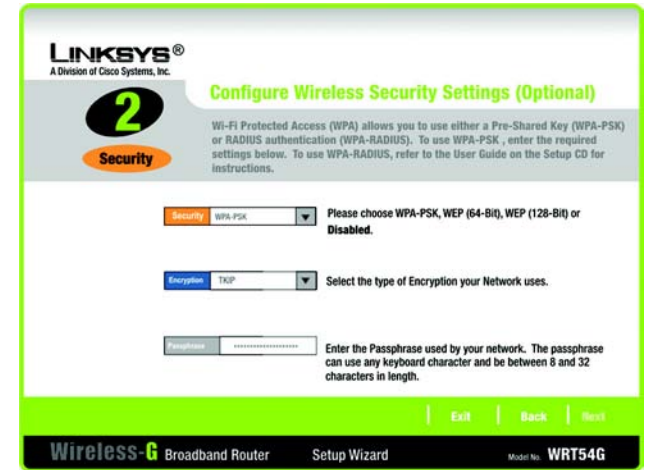 LINKSYS®
A Division of Cisco Systems, Inc.
2
Security
Configure Wireless Security Settings (Optional)
Wi-Fi Protected Access (WPA) allows you to use either a Pre-Shared Key (WPA-PSK)
or RADIUS authentication (WPA-RADIUS). To use WPA-PSK , enter the required
settings below. To use WPA-RADIUS, refer to the User Guide on the Setup CD for
instructions.
Security WPA-PSK
Please choose WPA-PSK, WEP (64-Bit), WEP (128-Bit) or
Disabled.
Encryption TKIP
Select the type of Encryption your Network uses.
Passphrase ********************
Enter the Passphrase used by your network. The passphrase
can use any keyboard character and be between 8 and 32
characters in length.
Exit Back Next
Wireless-G Broadband Router Setup Wizard Model No. WRT54G